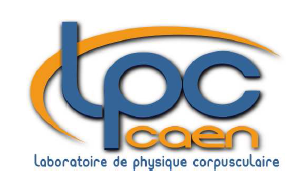 lpc
caen
laboratoire de physique corpusculaire